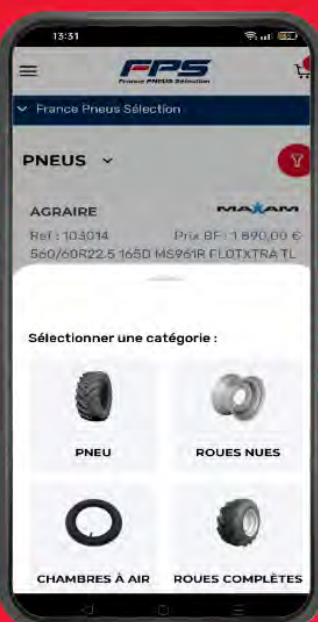 13:31
FPS
France PNEUS Sélection
France Pneus Sélection
PNEUS
AGRAIRE
MAXAM
Ref : 103014
Prix BF : 1 890,00 €
560/60R22.5 165D MS961R FLOTXTRA TL
Sélectionner une catégorie :
PNEU
ROUES NUES
CHAMBRES À AIR
ROUES COMPLÈTES